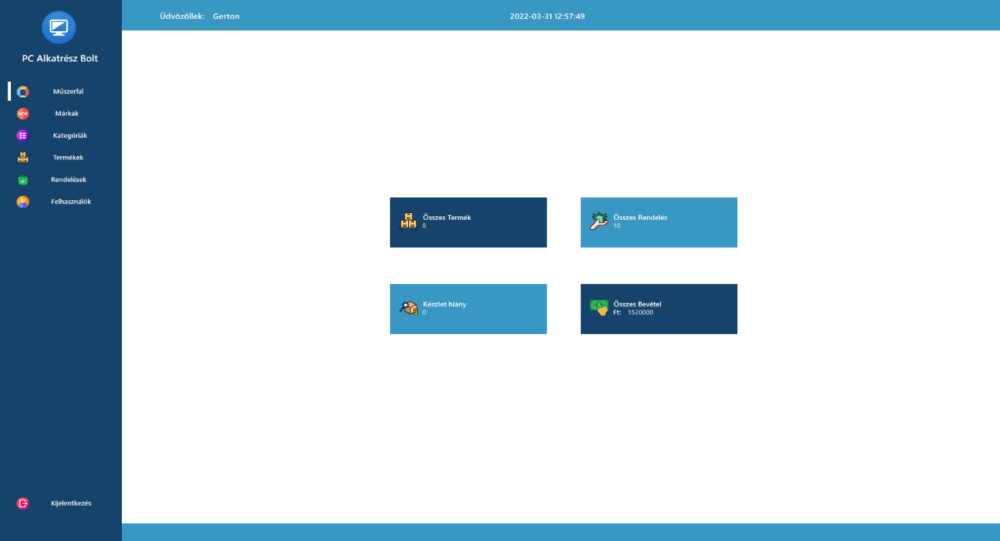 Üdvözöllek: Gerton
2022-03-31 12:57:49
PC Alkatrész Bolt
Műszerfal
NEW
Márkák
Kategóriák
Termékek
Rendelések
Felhasználók
Kijelentkezés
Összes Termék
8
Összes Rendelés
10
Készlet hiány
0
Összes Bevétel
Ft: 1520000